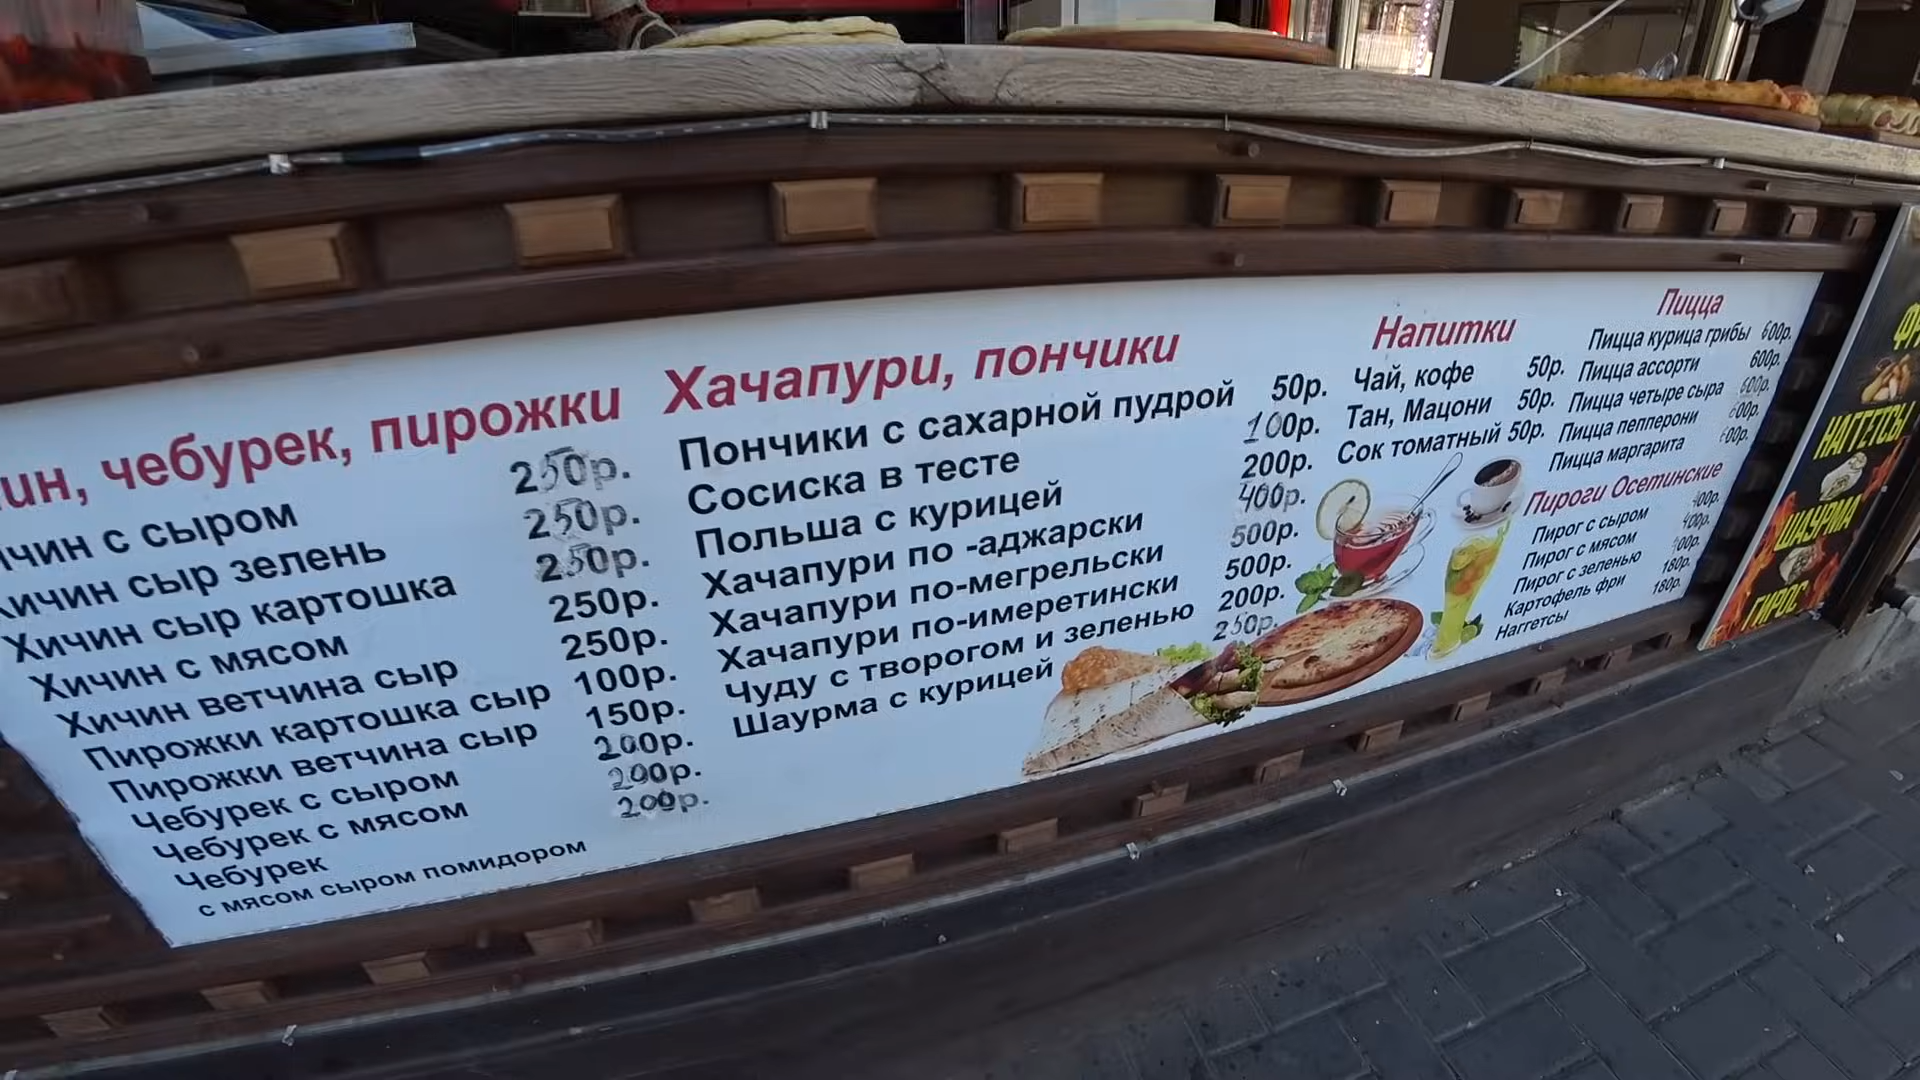 ин, чебурек, пирожки
чин с сыром 250р.
ичин сыр зелень 250р.
Хичин сыр картошка 250р.
Хичин с мясом 250р.
Хичин ветчина сыр 250р.
Пирожки картошка сыр 100р.
Пирожки ветчина сыр 150р.
Чебурек с сыром 200р.
Чебурек с мясом 200р.
Чебурек 200р.
с мясом сыром помидором
Хачапури, пончики
Пончики с сахарной пудрой 50р.
Сосиска в тесте 100р.
Польша с курицей 200р.
Хачапури по -аджарски 400р.
Хачапури по-мегрельски 500р.
Хачапури по-имеретински 500р.
Чуду с творогом и зеленью 200р.
Шаурма с курицей 250р.
Напитки
Чай, кофе 50р.
Тан, Мацони 50р.
Сок томатный 50р.
Пицца
Пицца курица грибы 600р.
Пицца ассорти 600р.
Пицца четыре сыра 600р.
Пицца пепперони 600р.
Пицца маргарита 600р.
Пироги Осетинские
Пирог с сыром 400р.
Пирог с мясом 400р.
Пирог с зеленью
Картофель фри 180р.
Наггетсы 180р.
НАГГЕТСЫ
ШАУРМА
ГИРОС